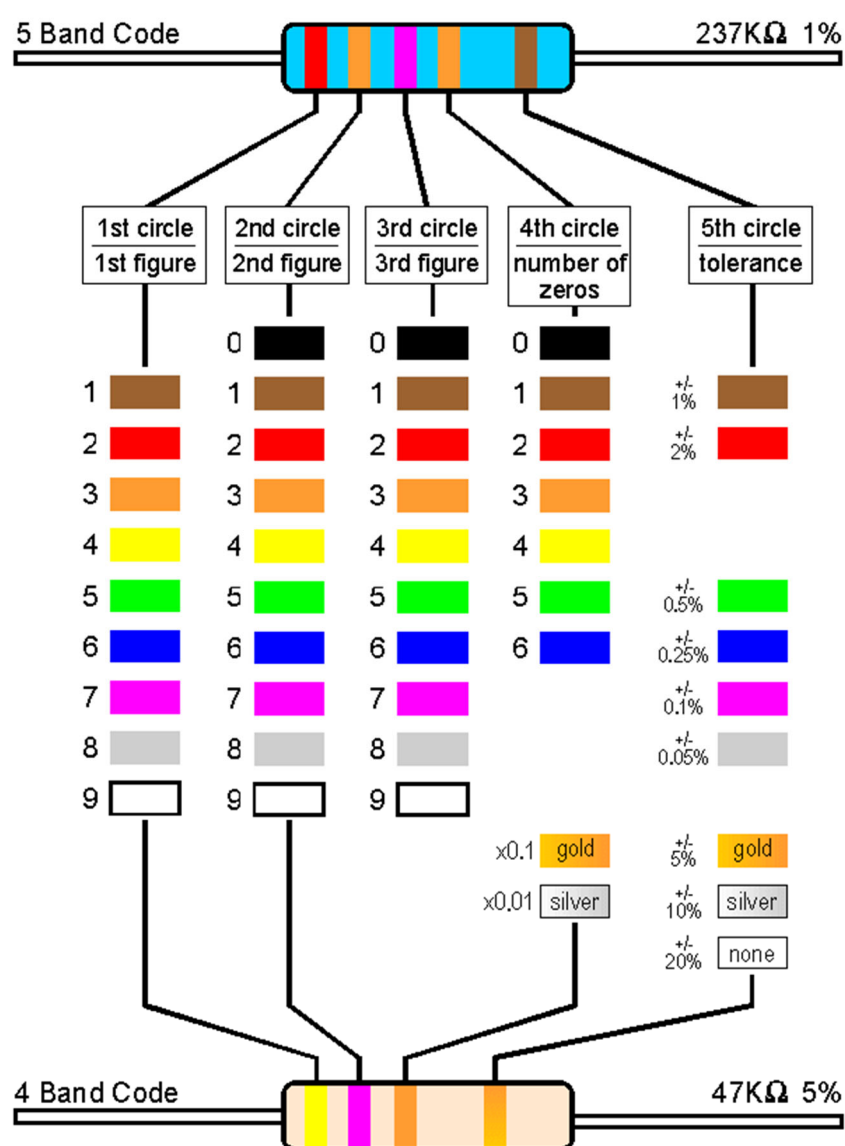 5 Band Code 237KΩ 1%
1st circle 2nd circle 3rd circle 4th circle 5th circle
1st figure 2nd figure 3rd figure number of zeros tolerance
0 0 0
1 1 1 1 +/- 1%
2 2 2 2 +/- 2%
3 3 3 3
4 4 4 4
5 5 5 5 +/- 0.5%
6 6 6 6 +/- 0.25%
7 7 7 +/- 0.1%
8 8 8 +/- 0.05%
9 9 9
x0.1 gold +/- 5% gold
x0.01 silver +/- 10% silver
+/- 20% none
4 Band Code 47KΩ 5%